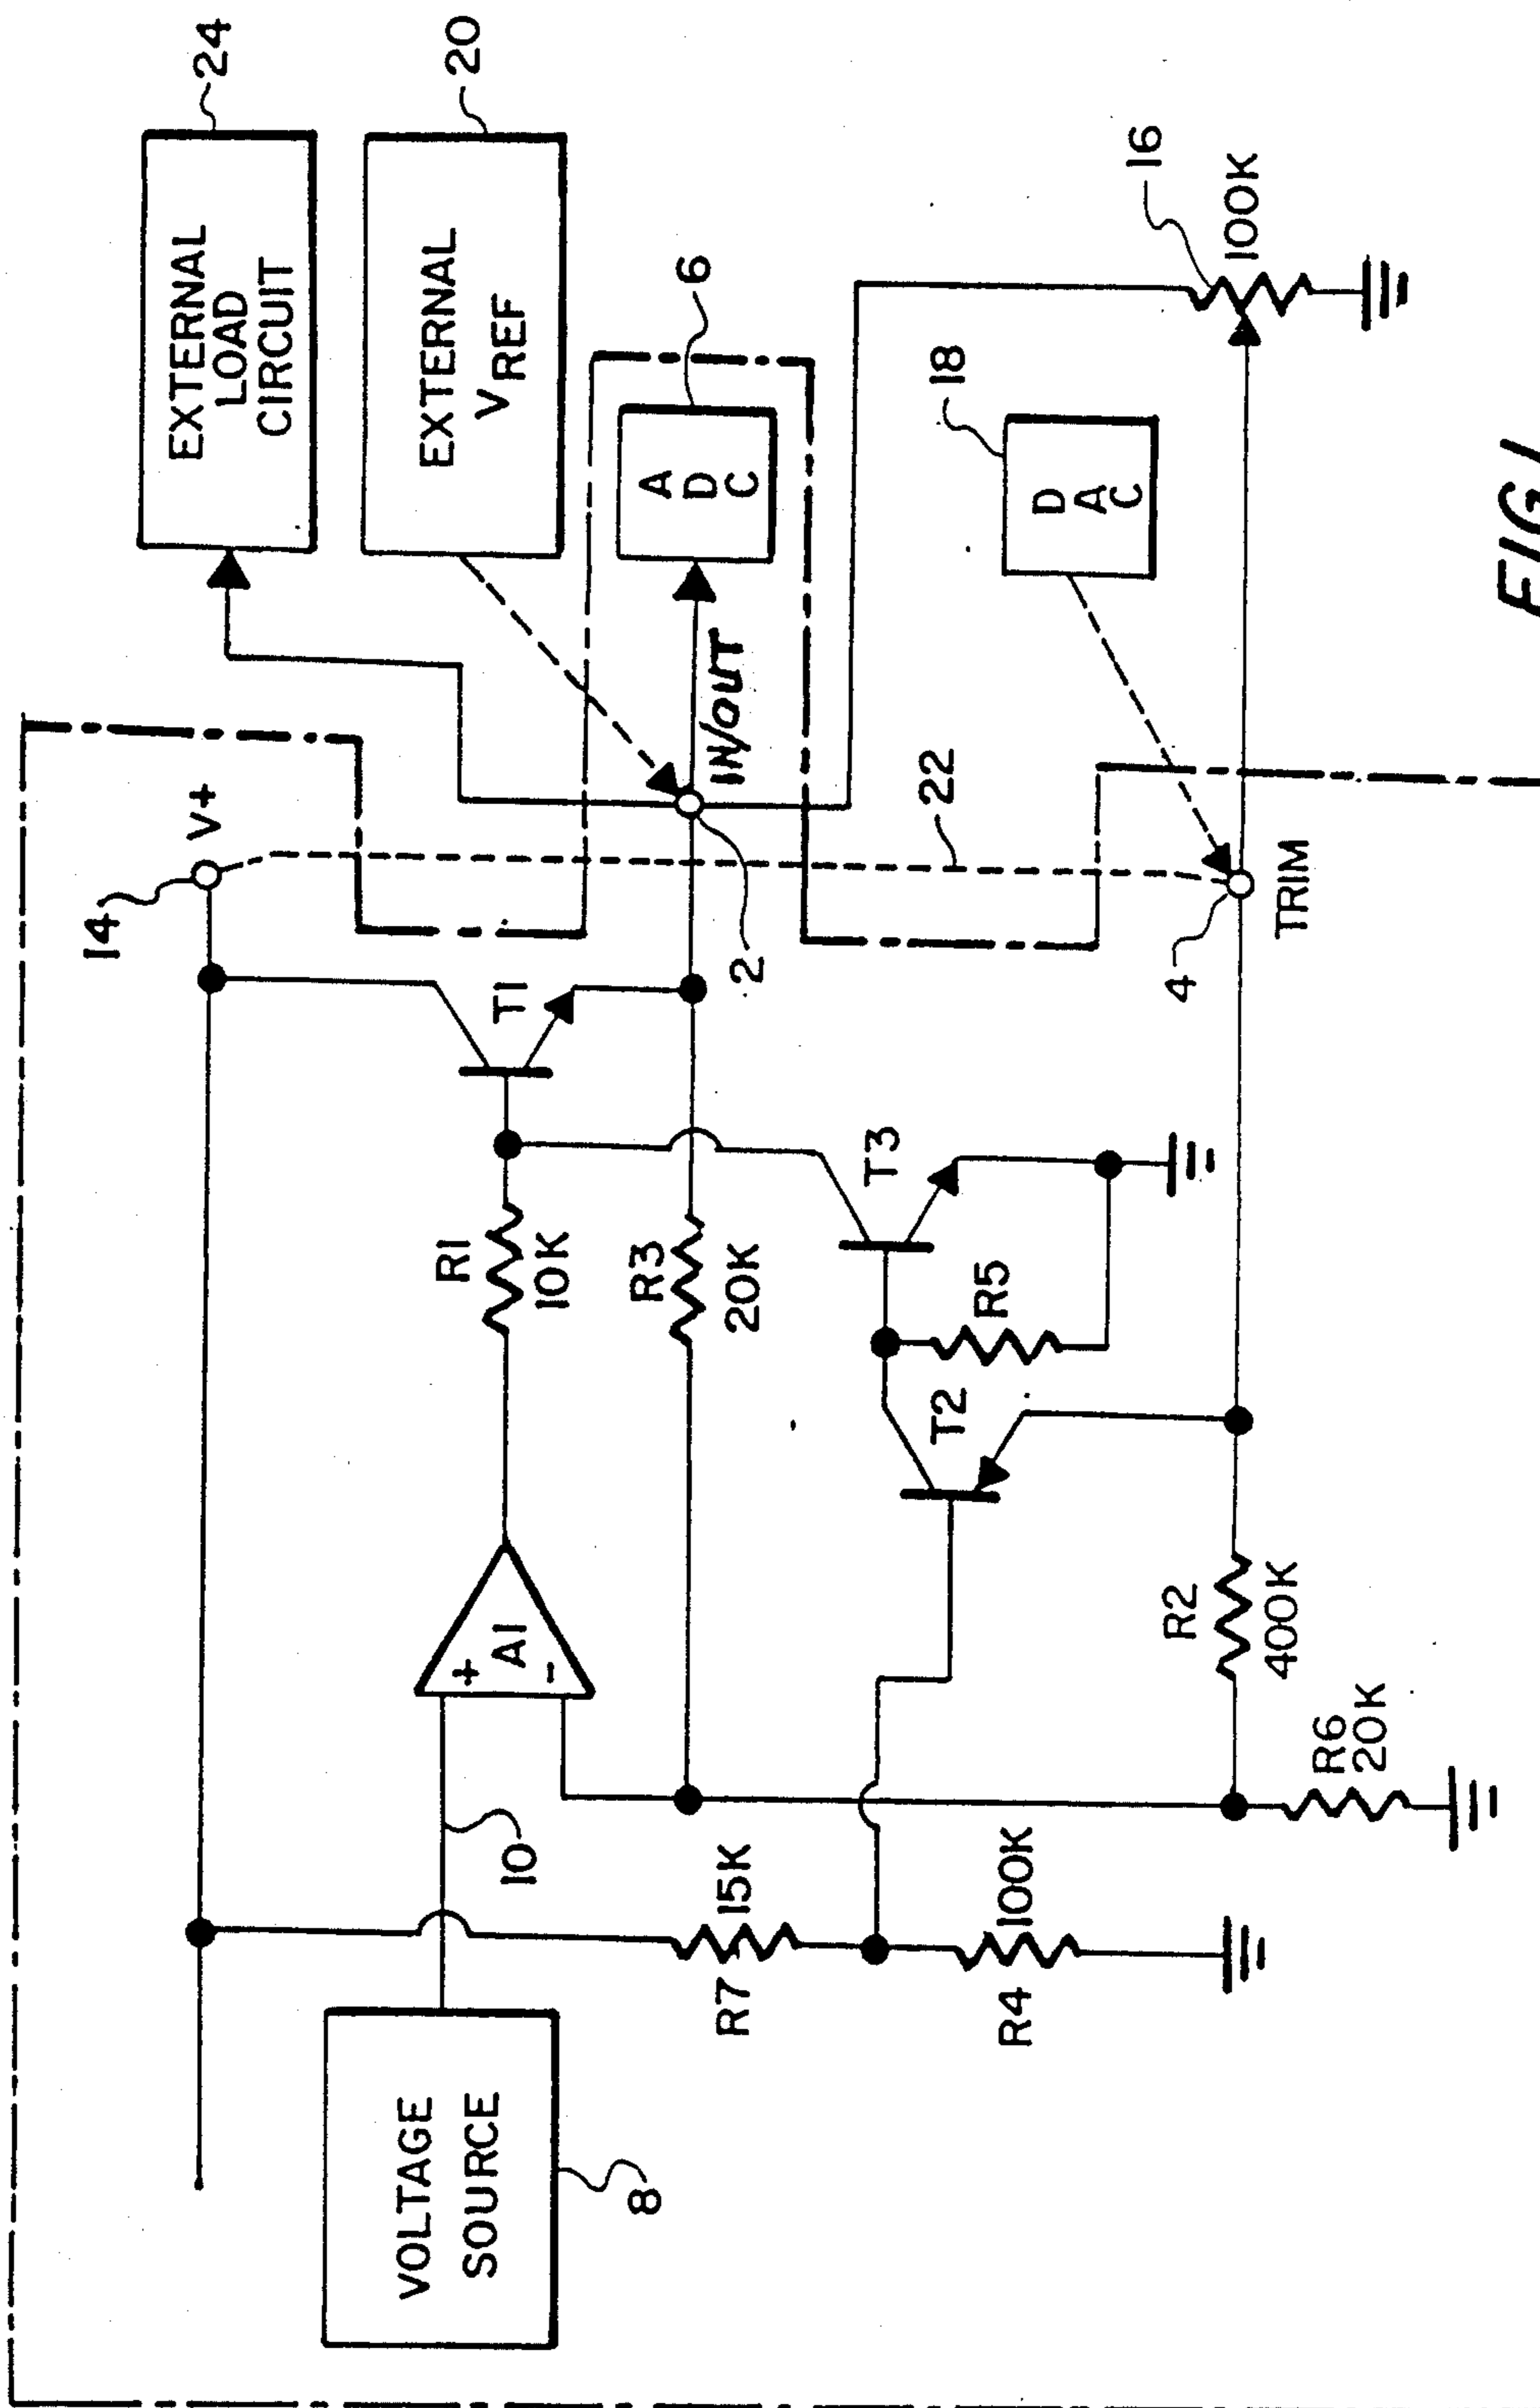 EXTERNAL
LOAD
CIRCUIT
24
EXTERNAL
VREF
20
V+
14
A
D
C
6
IN/OUT
2
22
D
A
C
18
16
100K
TRIM
4
T1
R1
10K
R3
20K
T3
R5
T2
A1
+
-
10
R2
400K
R6
20K
R7
15K
R4
100K
VOLTAGE
SOURCE
8
FIG.1